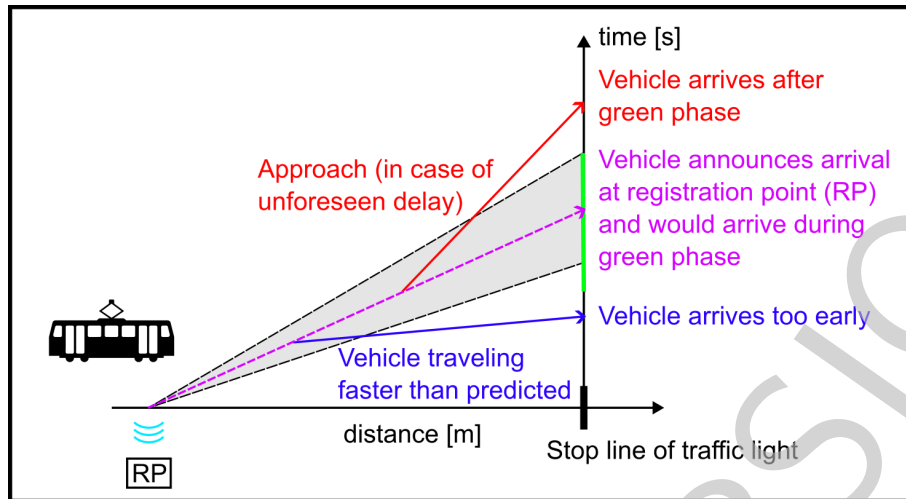 time [s]
Vehicle arrives after
green phase
Approach (in case of
unforeseen delay)
Vehicle announces arrival
at registration point (RP)
and would arrive during
green phase
Vehicle arrives too early
Vehicle traveling
faster than predicted
distance [m]
Stop line of traffic light
RP
SIO